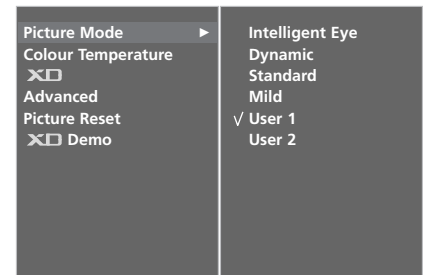 Picture Mode ►
Colour Temperature
XD
Advanced
Picture Reset
XD Demo
Intelligent Eye
Dynamic
Standard
Mild
√ User 1
User 2